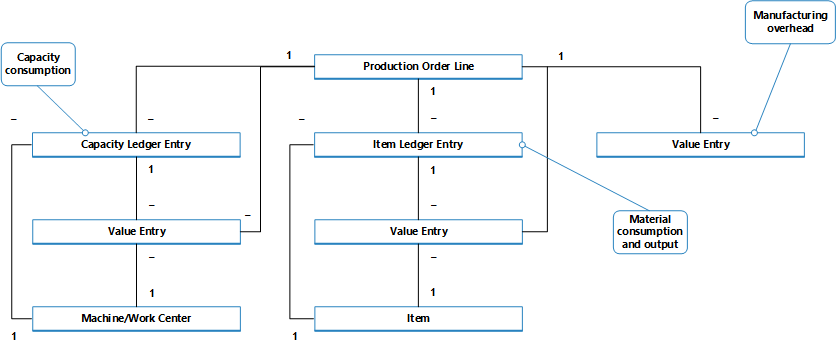 Manufacturing
overhead
Capacity
consumption
1
1
Production Order Line
1
–
–
–
–
–
–
Capacity Ledger Entry
Item Ledger Entry
Value Entry
1
1
–
–
–
Material
consumption
and output
Value Entry
Value Entry
–
–
1
1
Machine/Work Center
Item
1
1